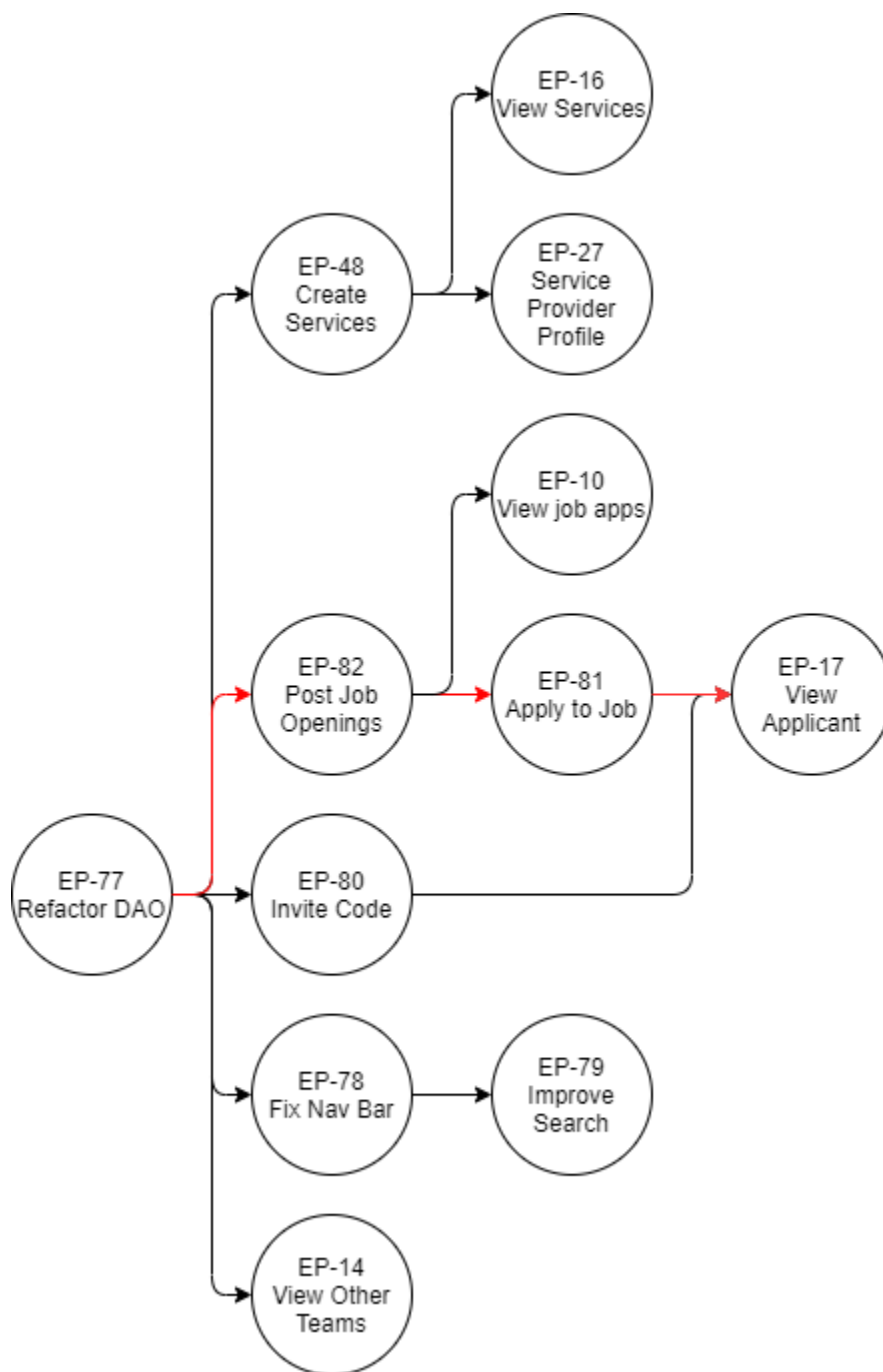 EP-16
View Services
EP-48
Create
Services
EP-27
Service
Provider
Profile
EP-10
View job apps
EP-82
Post Job
Openings
EP-81
Apply to Job
EP-17
View
Applicant
EP-77
Refactor DAO
EP-80
Invite Code
EP-78
Fix Nav Bar
EP-79
Improve
Search
EP-14
View Other
Teams